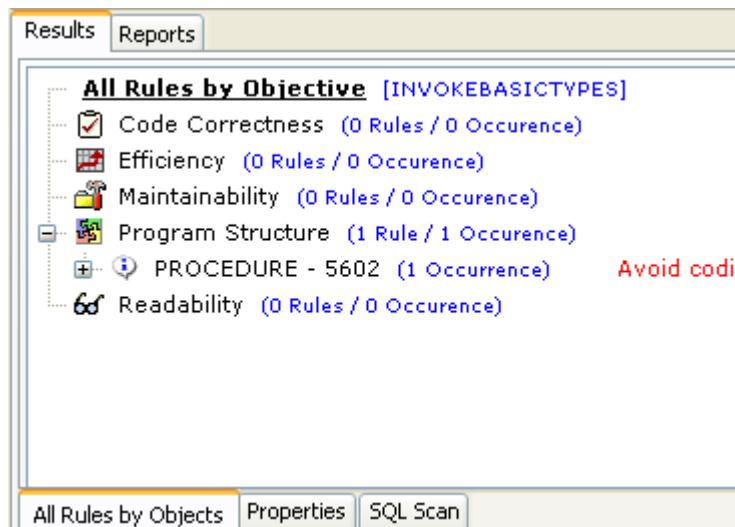 Results Reports
All Rules by Objective [INVOKEBASICTYPES]
Code Correctness (0 Rules / 0 Occurence)
Efficiency (0 Rules / 0 Occurence)
Maintainability (0 Rules / 0 Occurence)
Program Structure (1 Rule / 1 Occurence)
PROCEDURE - 5602 (1 Occurrence) Avoid codi
Readability (0 Rules / 0 Occurence)
All Rules by Objects Properties SQL Scan